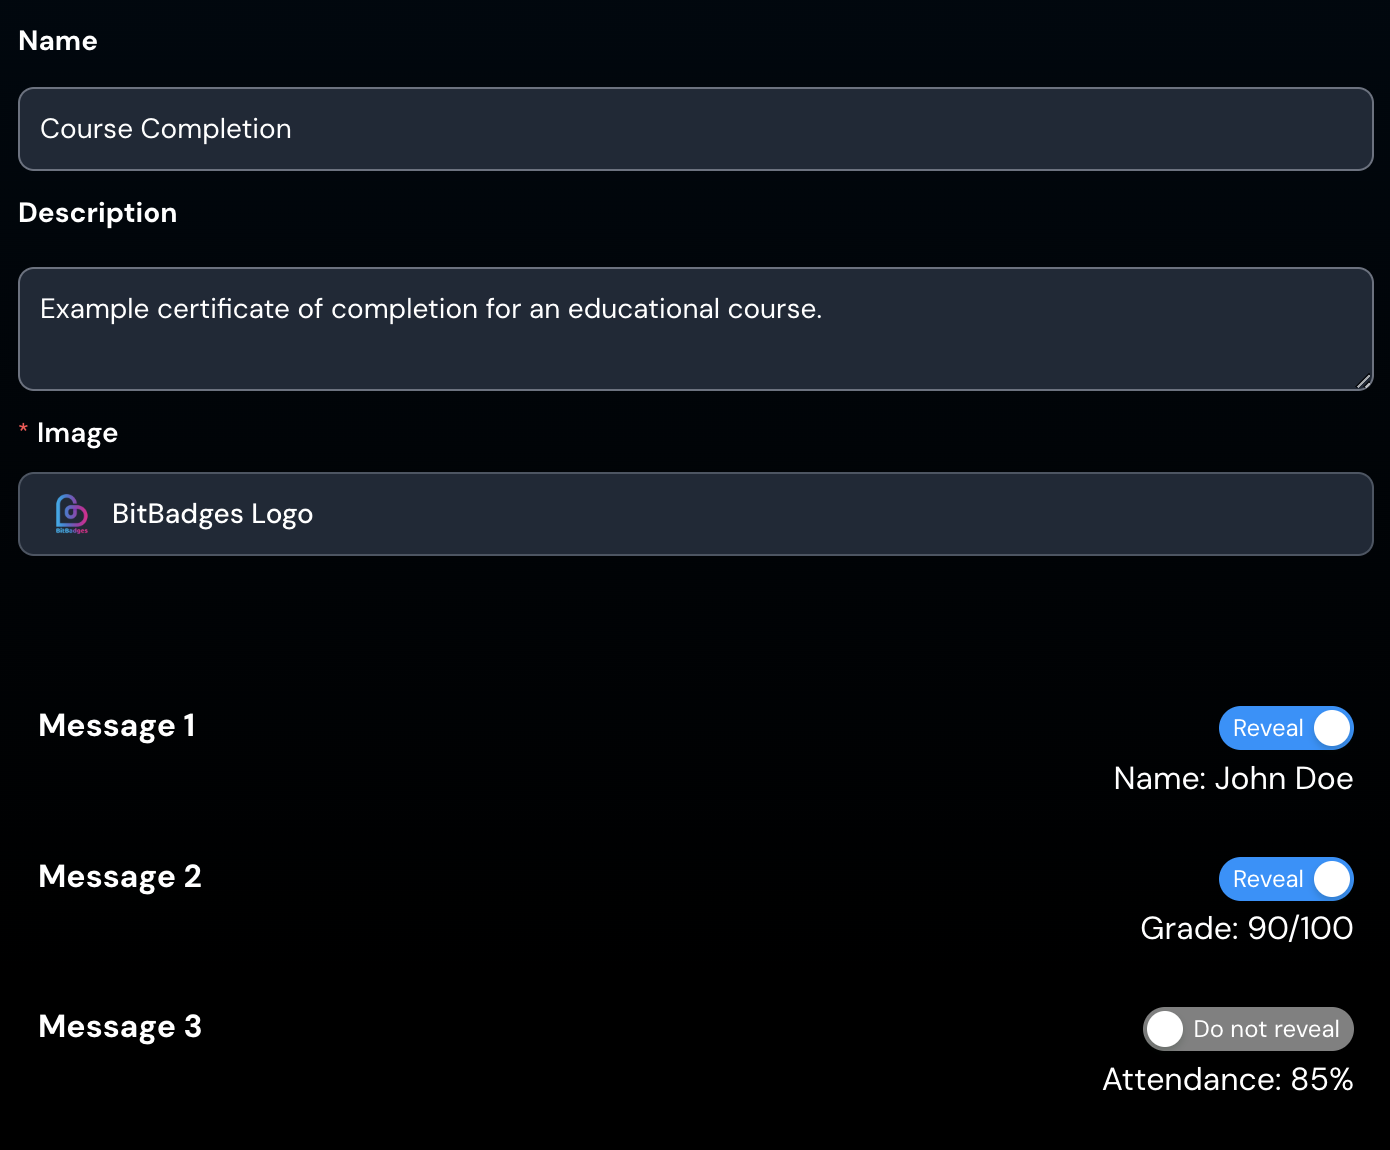 Name
Course Completion
Description
Example certificate of completion for an educational course.
* Image
BitBadges
BitBadges Logo
Message 1
Reveal
Name: John Doe
Message 2
Reveal
Grade: 90/100
Message 3
Do not reveal
Attendance: 85%